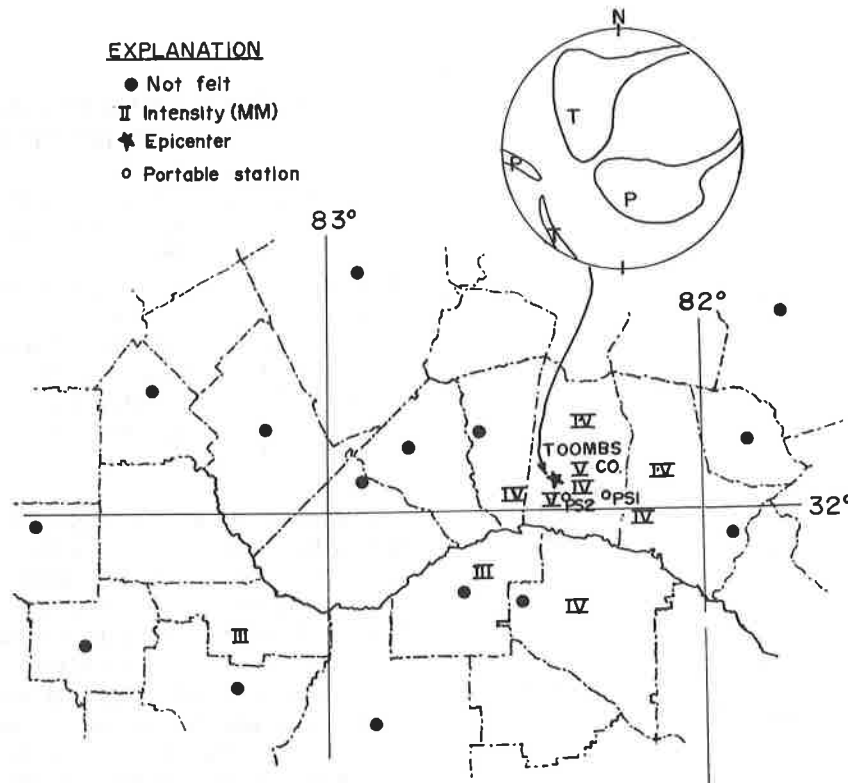 EXPLANATION
Not felt
II Intensity (MM)
Epicenter
Portable station
N
T
P
P
T
83°
82°
IV
TOOMBS
V CO.
IV
IV
IV
V
PS2
PS1
IV
32°
III
IV
III